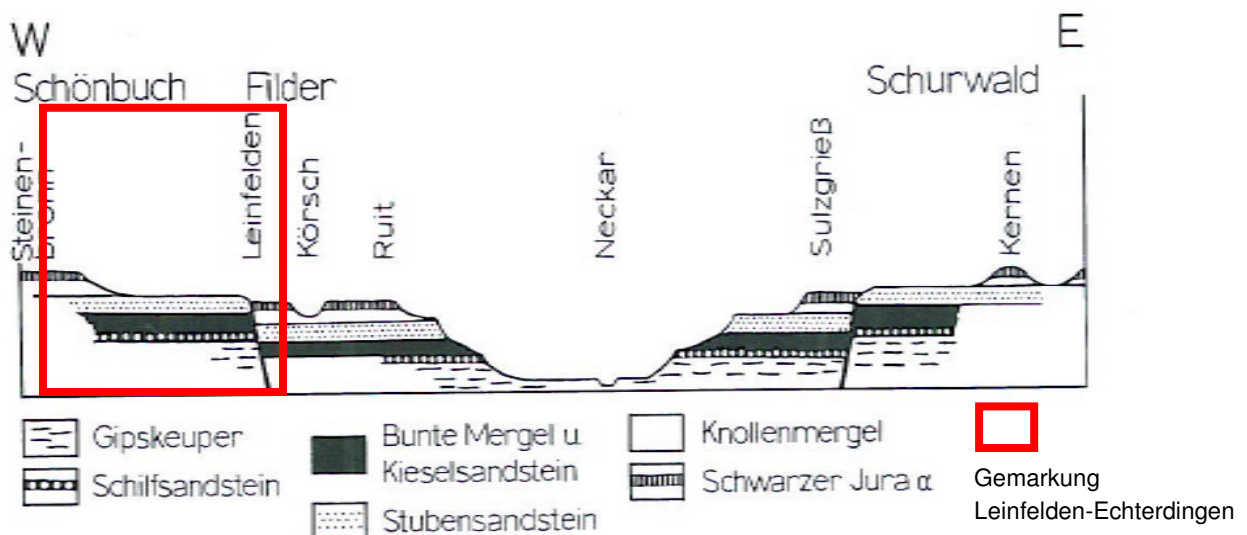 W
E
Schönbuch Filder
Schurwald
Steinen-
Leinfelden
Körsch
Ruit
Neckar
Sulzgrieß
Kernen
Gipskeuper
Schilfsandstein
Bunte Mergel u
Kieselsandstein
Stubensandstein
Knollenmergel
Schwarzer Jura α
Gemarkung
Leinfelden-Echterdingen